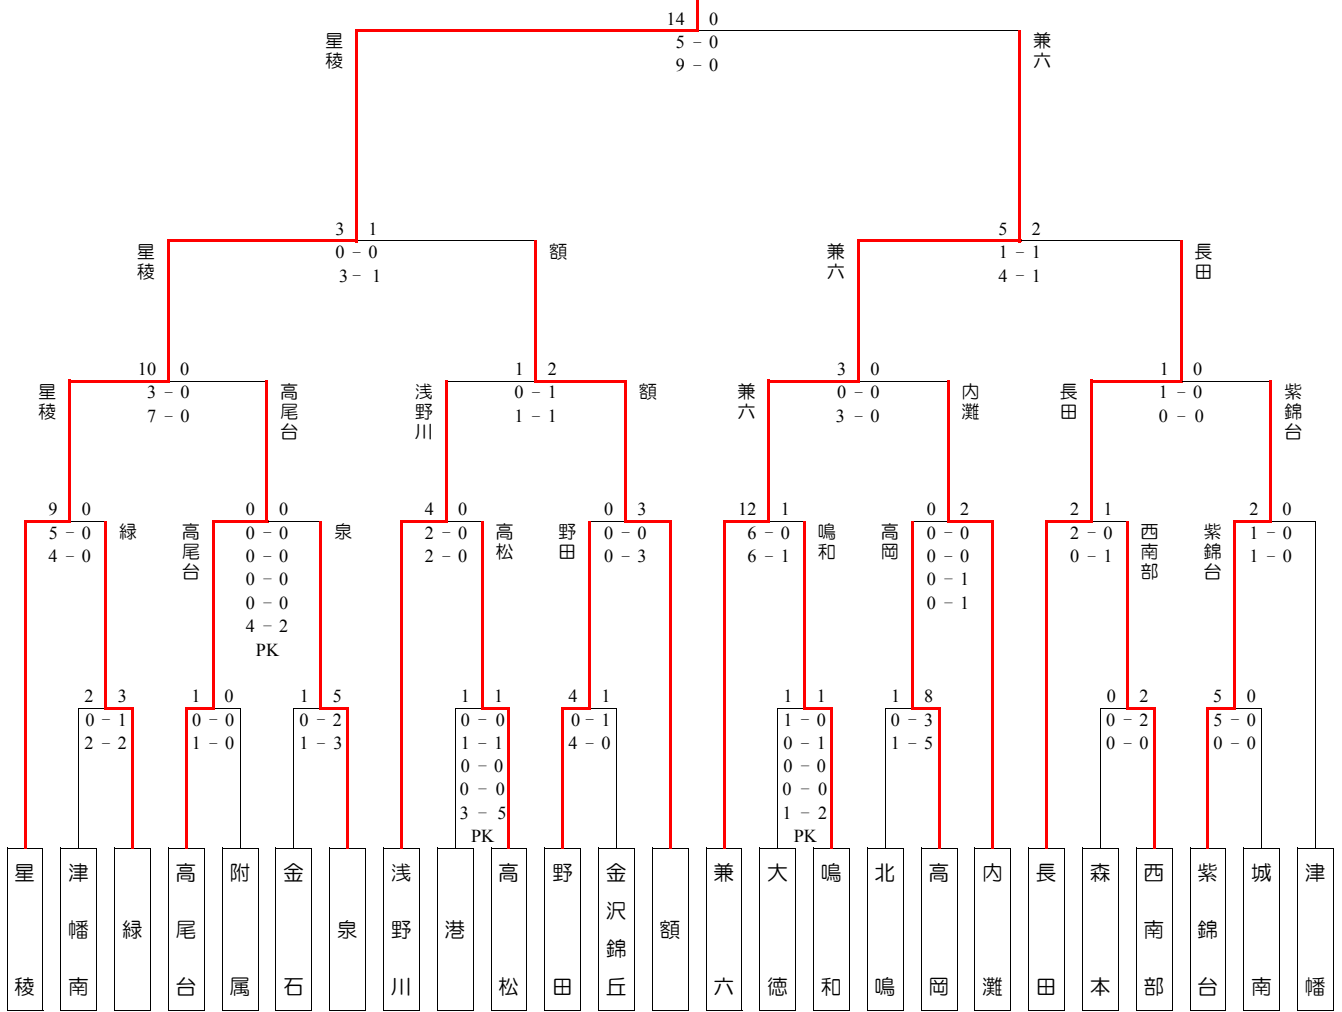 14 0
星稜 5 - 0 兼六
9 - 0
3 1 5 2
星稜 0 - 0 額 兼六 1 - 1 長田
3 - 1 4 - 1
10 0 1 2 3 0 1 0
星稜 3 - 0 高尾台 浅野川 0 - 1 額 兼六 0 - 0 内灘 長田 1 - 0 紫錦台
7 - 0 1 - 1 3 - 0 0 - 0
9 0 0 0 4 0 0 3 12 1 0 2 2 1 2 0
5 - 0 緑 高尾台 0 - 0 泉 2 - 0 高松 野田 0 - 0 6 - 0 鳴和 高岡 0 - 0 2 - 0 西南部 紫錦台 1 - 0
4 - 0 0 - 0 2 - 0 0 - 3 6 - 1 0 - 0 0 - 1 1 - 0
0 - 0 0 - 1
0 - 0 0 - 1
4 - 2
PK
2 3 1 0 1 5 1 1 4 1 1 1 1 8 0 2 5 0
0 - 1 0 - 0 0 - 2 0 - 0 0 - 1 1 - 0 0 - 3 0 - 2 5 - 0
2 - 2 1 - 0 1 - 3 1 - 1 4 - 0 0 - 1 1 - 5 0 - 0 0 - 0
0 - 0 0 - 0
0 - 0 0 - 0
3 - 5 1 - 2
PK PK
星稜 津幡南 緑 高尾台 附属 金石 泉 浅野川 港 高松 野田 金沢錦丘 額 兼六 大徳 鳴和 北鳴 高岡 内灘 長田 森本 西南部 紫錦台 城南 津幡